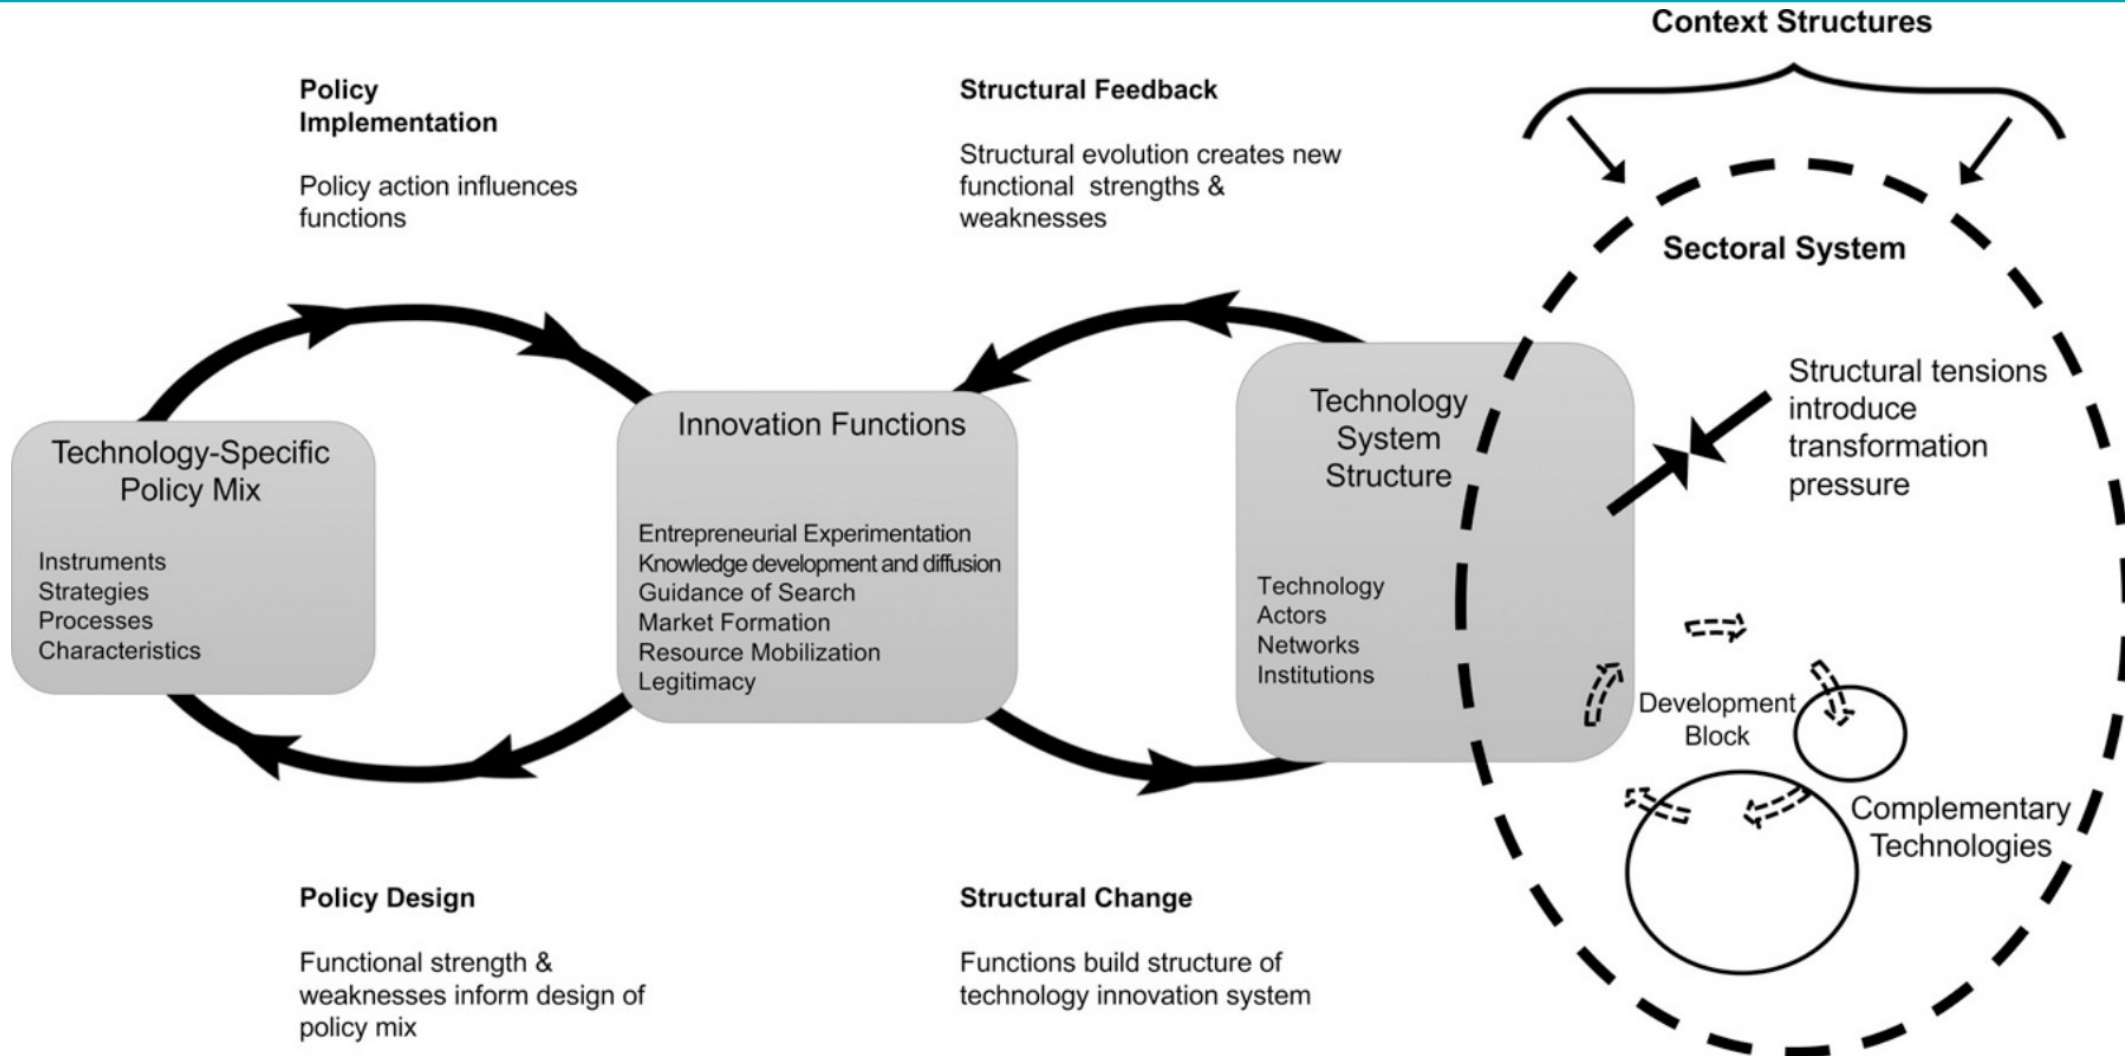 Context Structures
Policy
Implementation
Policy action influences
functions
Structural Feedback
Structural evolution creates new
functional strengths &
weaknesses
Sectoral System
Technology-Specific
Policy Mix
Instruments
Strategies
Processes
Characteristics
Innovation Functions
Entrepreneurial Experimentation
Knowledge development and diffusion
Guidance of Search
Market Formation
Resource Mobilization
Legitimacy
Technology
System
Structure
Technology
Actors
Networks
Institutions
Structural tensions
introduce
transformation
pressure
Development
Block
Complementary
Technologies
Policy Design
Functional strength &
weaknesses inform design of
policy mix
Structural Change
Functions build structure of
technology innovation system